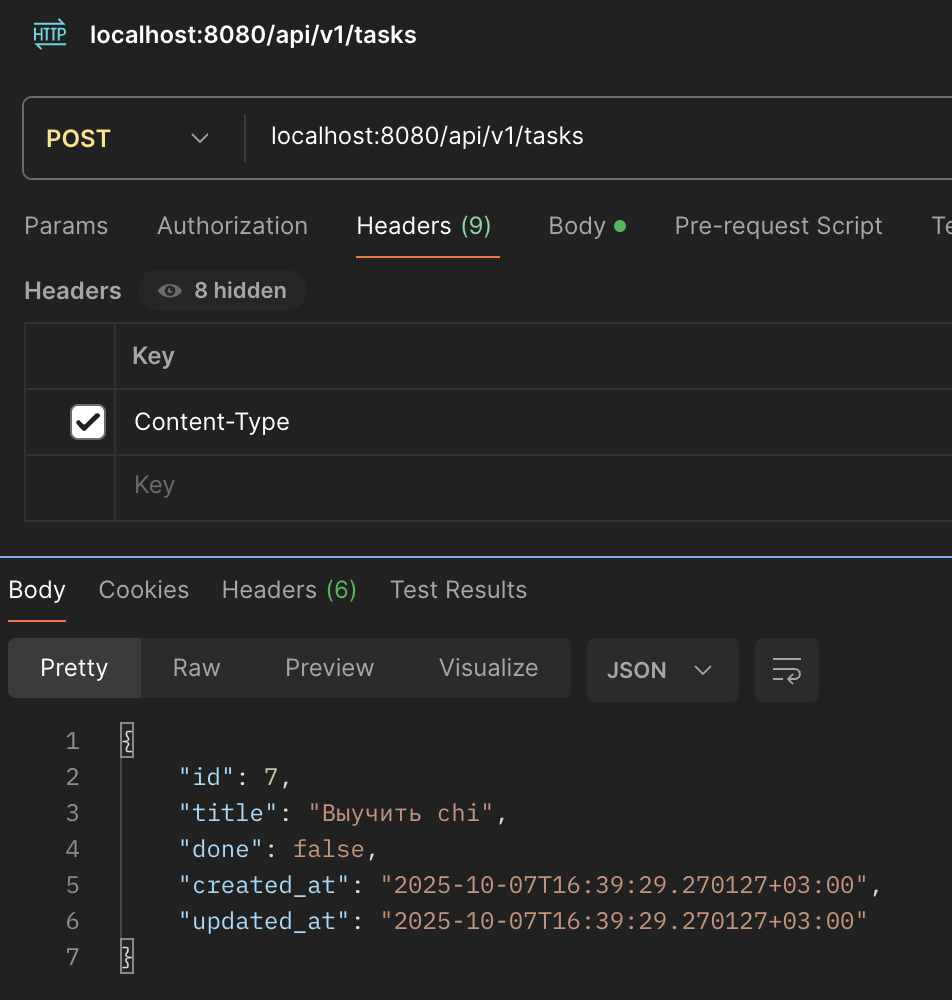 HTTP localhost:8080/api/v1/tasks
POST localhost:8080/api/v1/tasks
Params Authorization Headers (9) Body Pre-request Script Te
Headers 8 hidden
Key
Content-Type
Key
Body Cookies Headers (6) Test Results
Pretty Raw Preview Visualize JSON
1 {
2 "id": 7,
3 "title": "Выучить chi",
4 "done": false,
5 "created_at": "2025-10-07T16:39:29.270127+03:00",
6 "updated_at": "2025-10-07T16:39:29.270127+03:00"
7 }